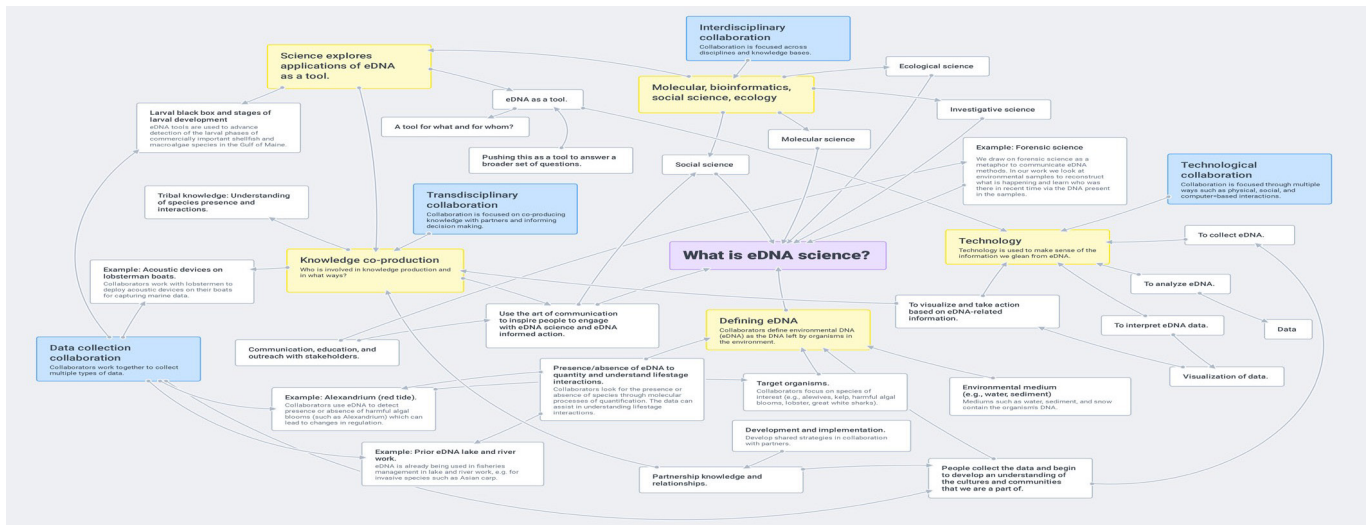 Interdisciplinary
collaboration
Collaboration is focused across
disciplines and knowledge bases.
Science explores
applications of eDNA
as a tool.
Ecological science
Molecular, bioinformatics,
social science, ecology
eDNA as a tool.
Investigative science
Larval black box and stages of
larval development
eDNA tools are used to advance
detection of the larval phases of
commercially important shellfish and
macroalgae species in the Gulf of Maine.
A tool for what and for whom?
Molecular science
Example: Forensic science
We draw on forensic science as a
metaphor to communicate eDNA
methods. In our work we look at
environmental samples to reconstruct
what is happening and learn who was
there in recent time via the DNA present
in the samples.
Pushing this as a tool to answer a
broader set of questions.
Social science
Technological
collaboration
Collaboration is focused through multiple
ways such as physical, social, and
computer=based interactions.
Tribal knowledge: Understanding
of species presence and
interactions.
Transdisciplinary
collaboration
Collaboration is focused on co-producing
knowledge with partners and informing
decision making.
Technology
Technology is used to make sense of the
information we glean from eDNA.
To collect eDNA.
What is eDNA science?
Knowledge co-production
Who is involved in knowledge production and
in what ways?
Example: Acoustic devices on
lobsterman boats.
Collaborators work with lobstermen to
deploy acoustic devices on their boats
for capturing marine data.
To analyze eDNA.
To visualize and take action
based on eDNA-related
information.
Use the art of communication
to inspire people to engage
with eDNA science and eDNA
informed action.
Defining eDNA
Collaborators define environmental DNA
(eDNA) as the DNA left by organisms in
the environment.
To interpret eDNA data.
Data
Data collection
collaboration
Collaborators work together to collect
multiple types of data.
Communication, education, and
outreach with stakeholders.
Presence/absence of eDNA to
quantity and understand lifestage
interactions.
Collaborators look for the presence or
absence of species through molecular
processes of quantification. The data can
assist in understanding lifestage
interactions.
Visualization of data.
Target organisms.
Collaborators focus on species of
interest (e.g., alewives, kelp, harmful algal
blooms, lobster, great white sharks).
Environmental medium
(e.g., water, sediment)
Mediums such as water, sediment, and snow
contain the organisms DNA.
Example: Alexandrium (red tide).
Collaborators use eDNA to detect
presence or absence of harmful algal
blooms (such as Alexandrium) which can
lead to changes in regulation.
Development and implementation.
Develop shared strategies in collaboration
with partners.
Example: Prior eDNA lake and river
work.
eDNA is already being used in fisheries
management in lake and river work, e.g. for
invasive species such as Asian carp.
Partnership knowledge and
relationships.
People collect the data and begin
to develop an understanding of
the cultures and communities
that we are a part of.